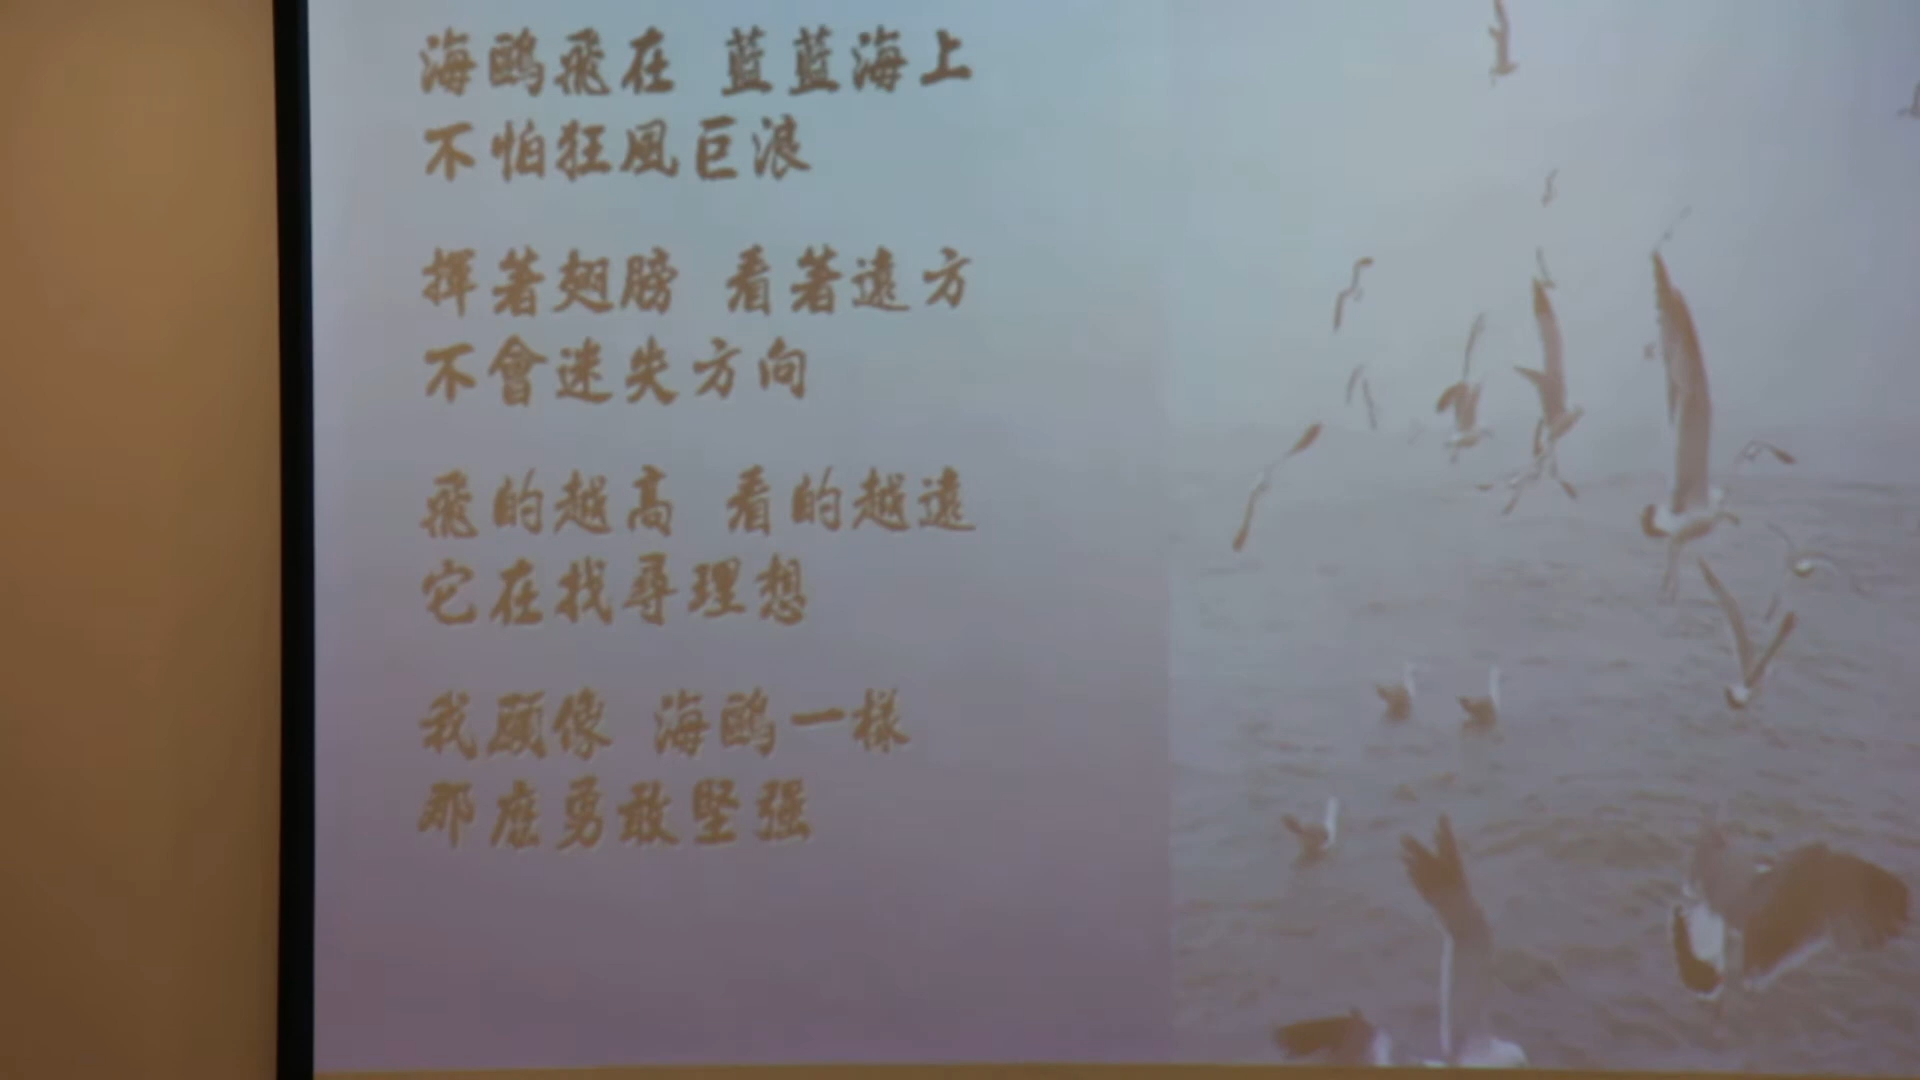 海鷗飛在 藍藍海上
不怕狂風巨浪
揮著翅膀 看著遠方
不會迷失方向
飛的越高 看的越遠
它在找尋理想
我願像 海鷗一樣
那麼勇敢堅强